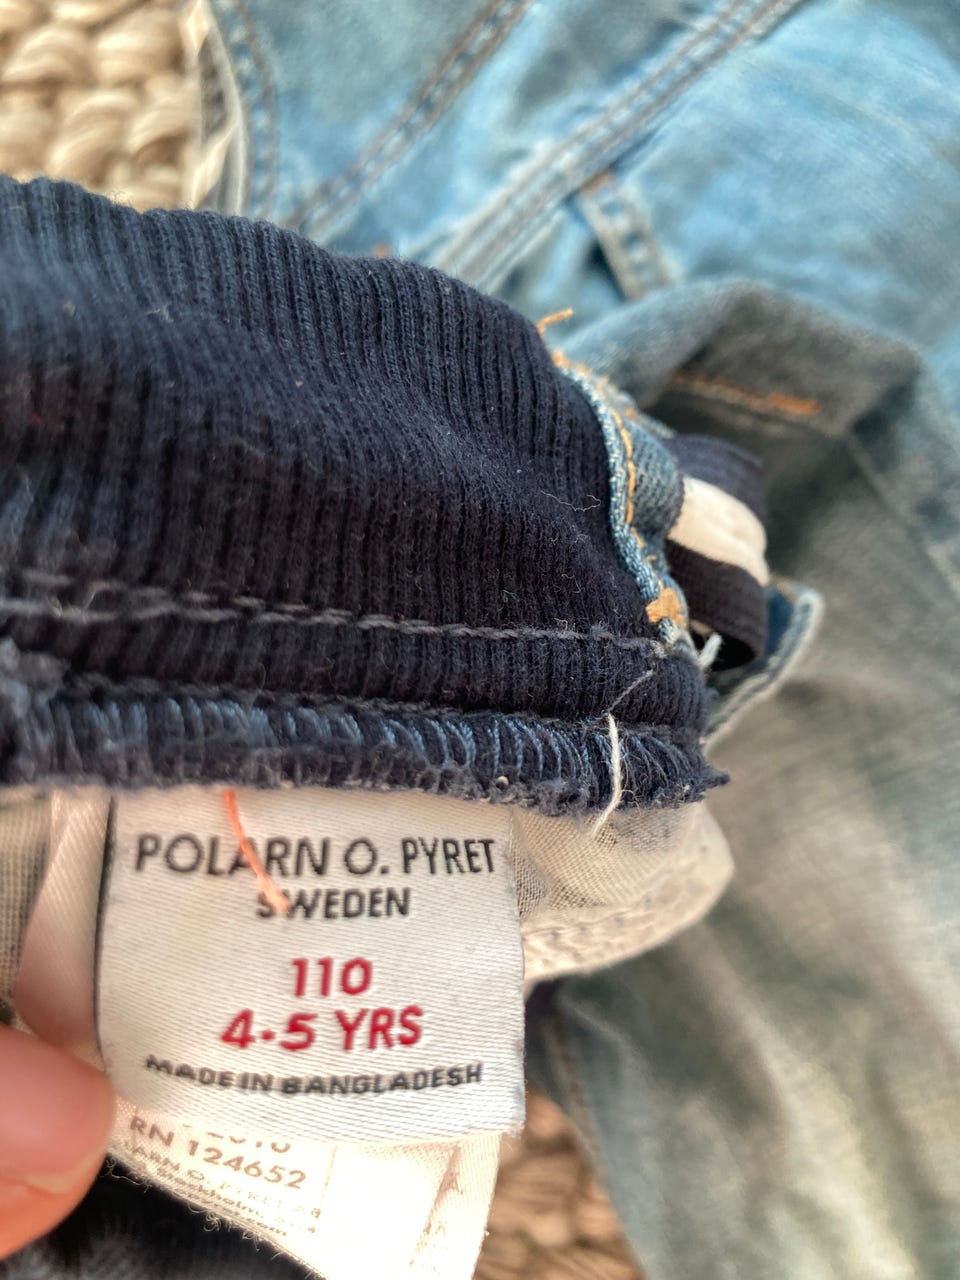 POLARN O. PYRET
SWEDEN
110
4-5 YRS
MADE IN BANGLADESH
RN 124652